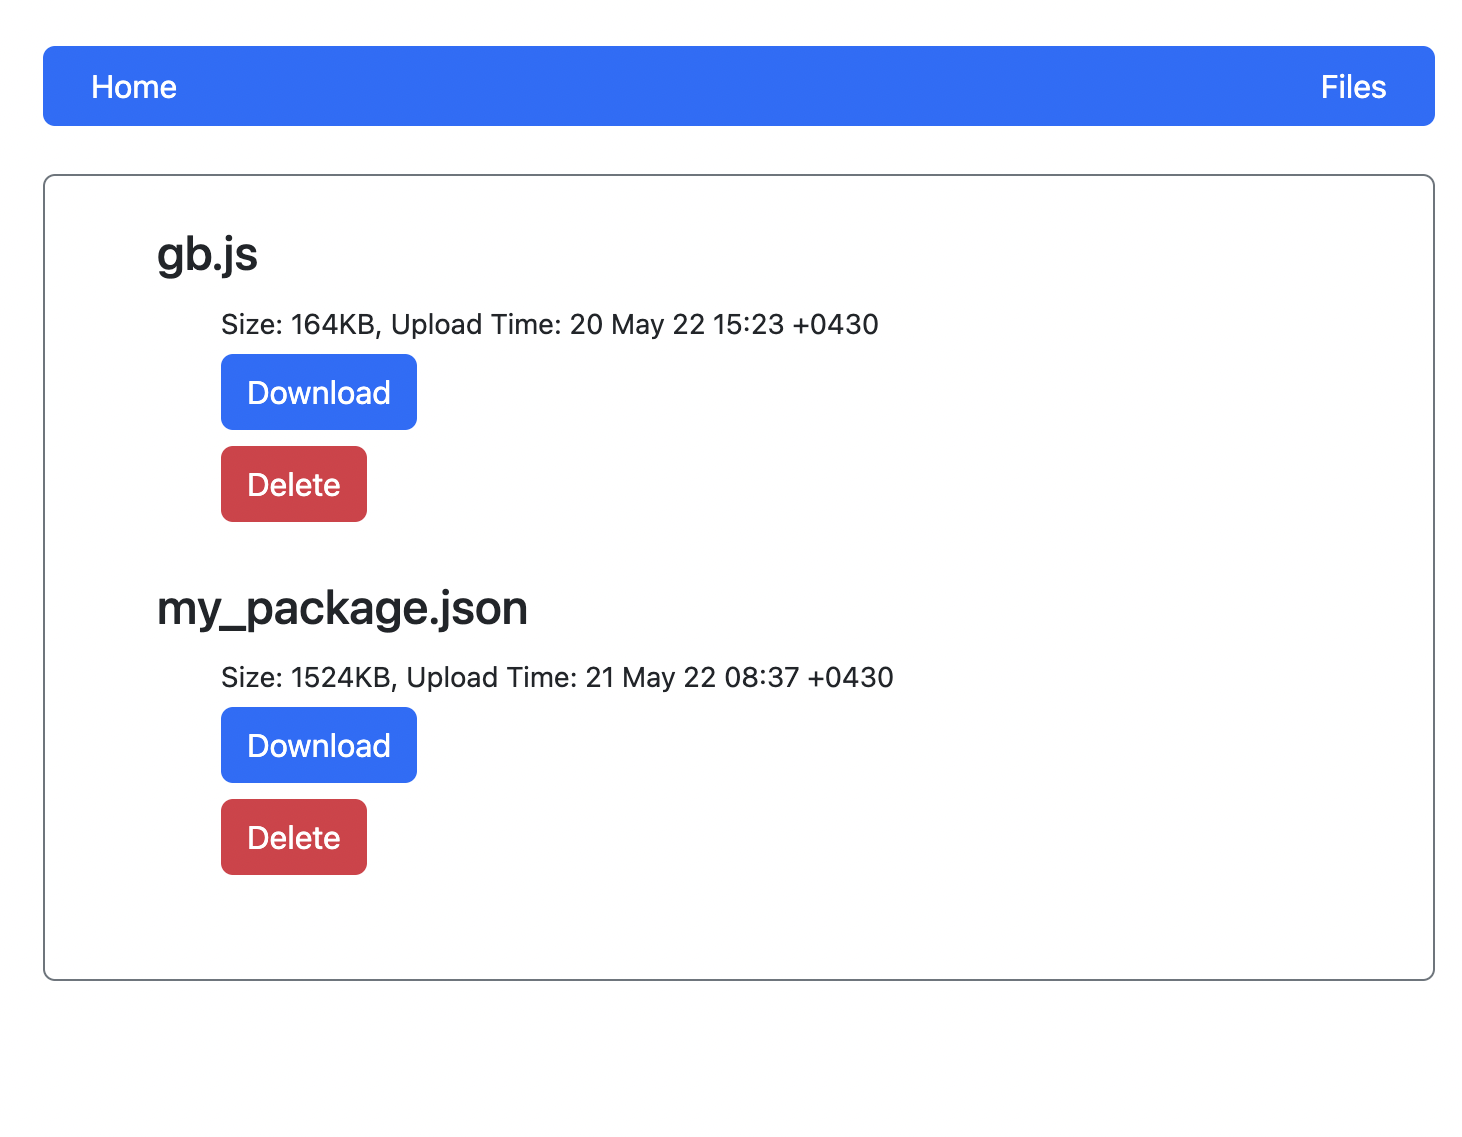 Home Files
gb.js
Size: 164KB, Upload Time: 20 May 22 15:23 +0430
Download
Delete
my_package.json
Size: 1524KB, Upload Time: 21 May 22 08:37 +0430
Download
Delete